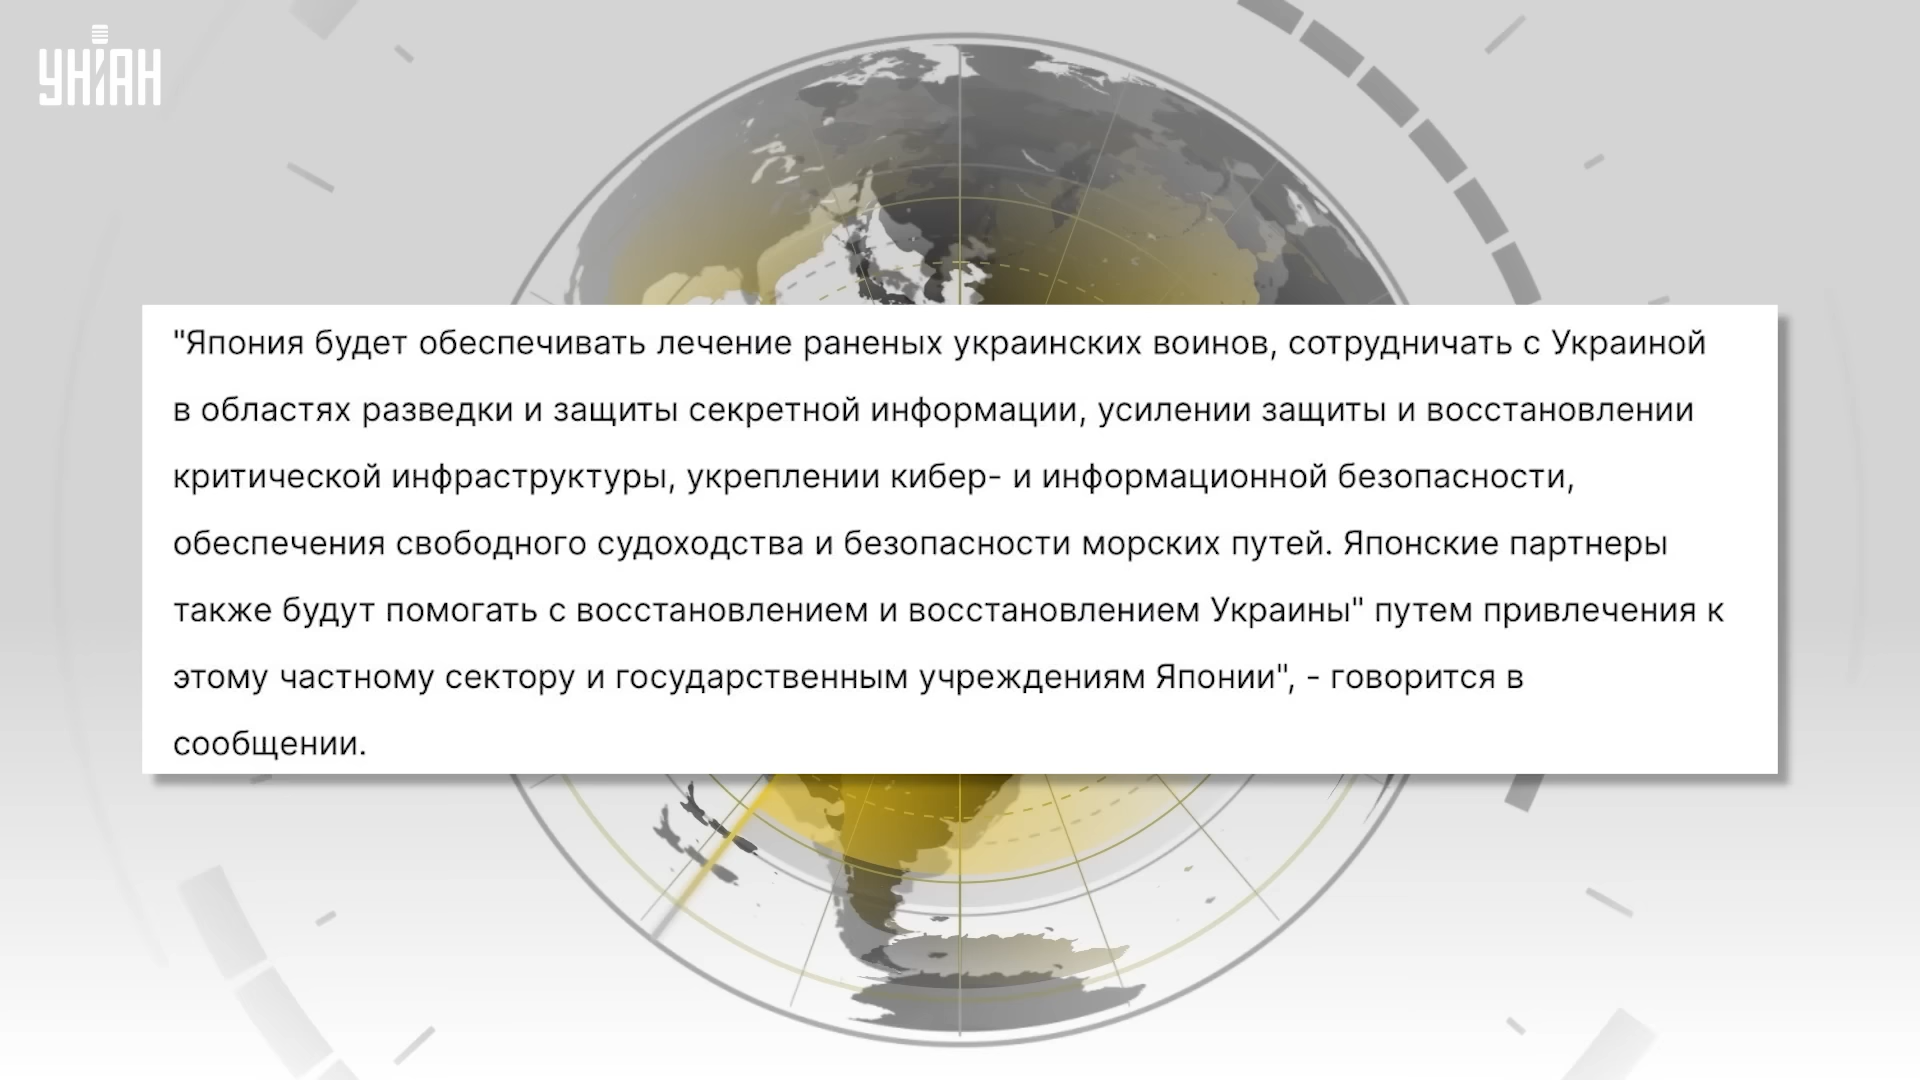 УНІАН
"Япония будет обеспечивать лечение раненых украинских воинов, сотрудничать с Украиной
в областях разведки и защиты секретной информации, усилении защиты и восстановлении
критической инфраструктуры, укреплении кибер- и информационной безопасности,
обеспечения свободного судоходства и безопасности морских путей. Японские партнеры
также будут помогать с восстановлением и восстановлением Украины" путем привлечения к
этому частному сектору и государственным учреждениям Японии", - говорится в
сообщении.